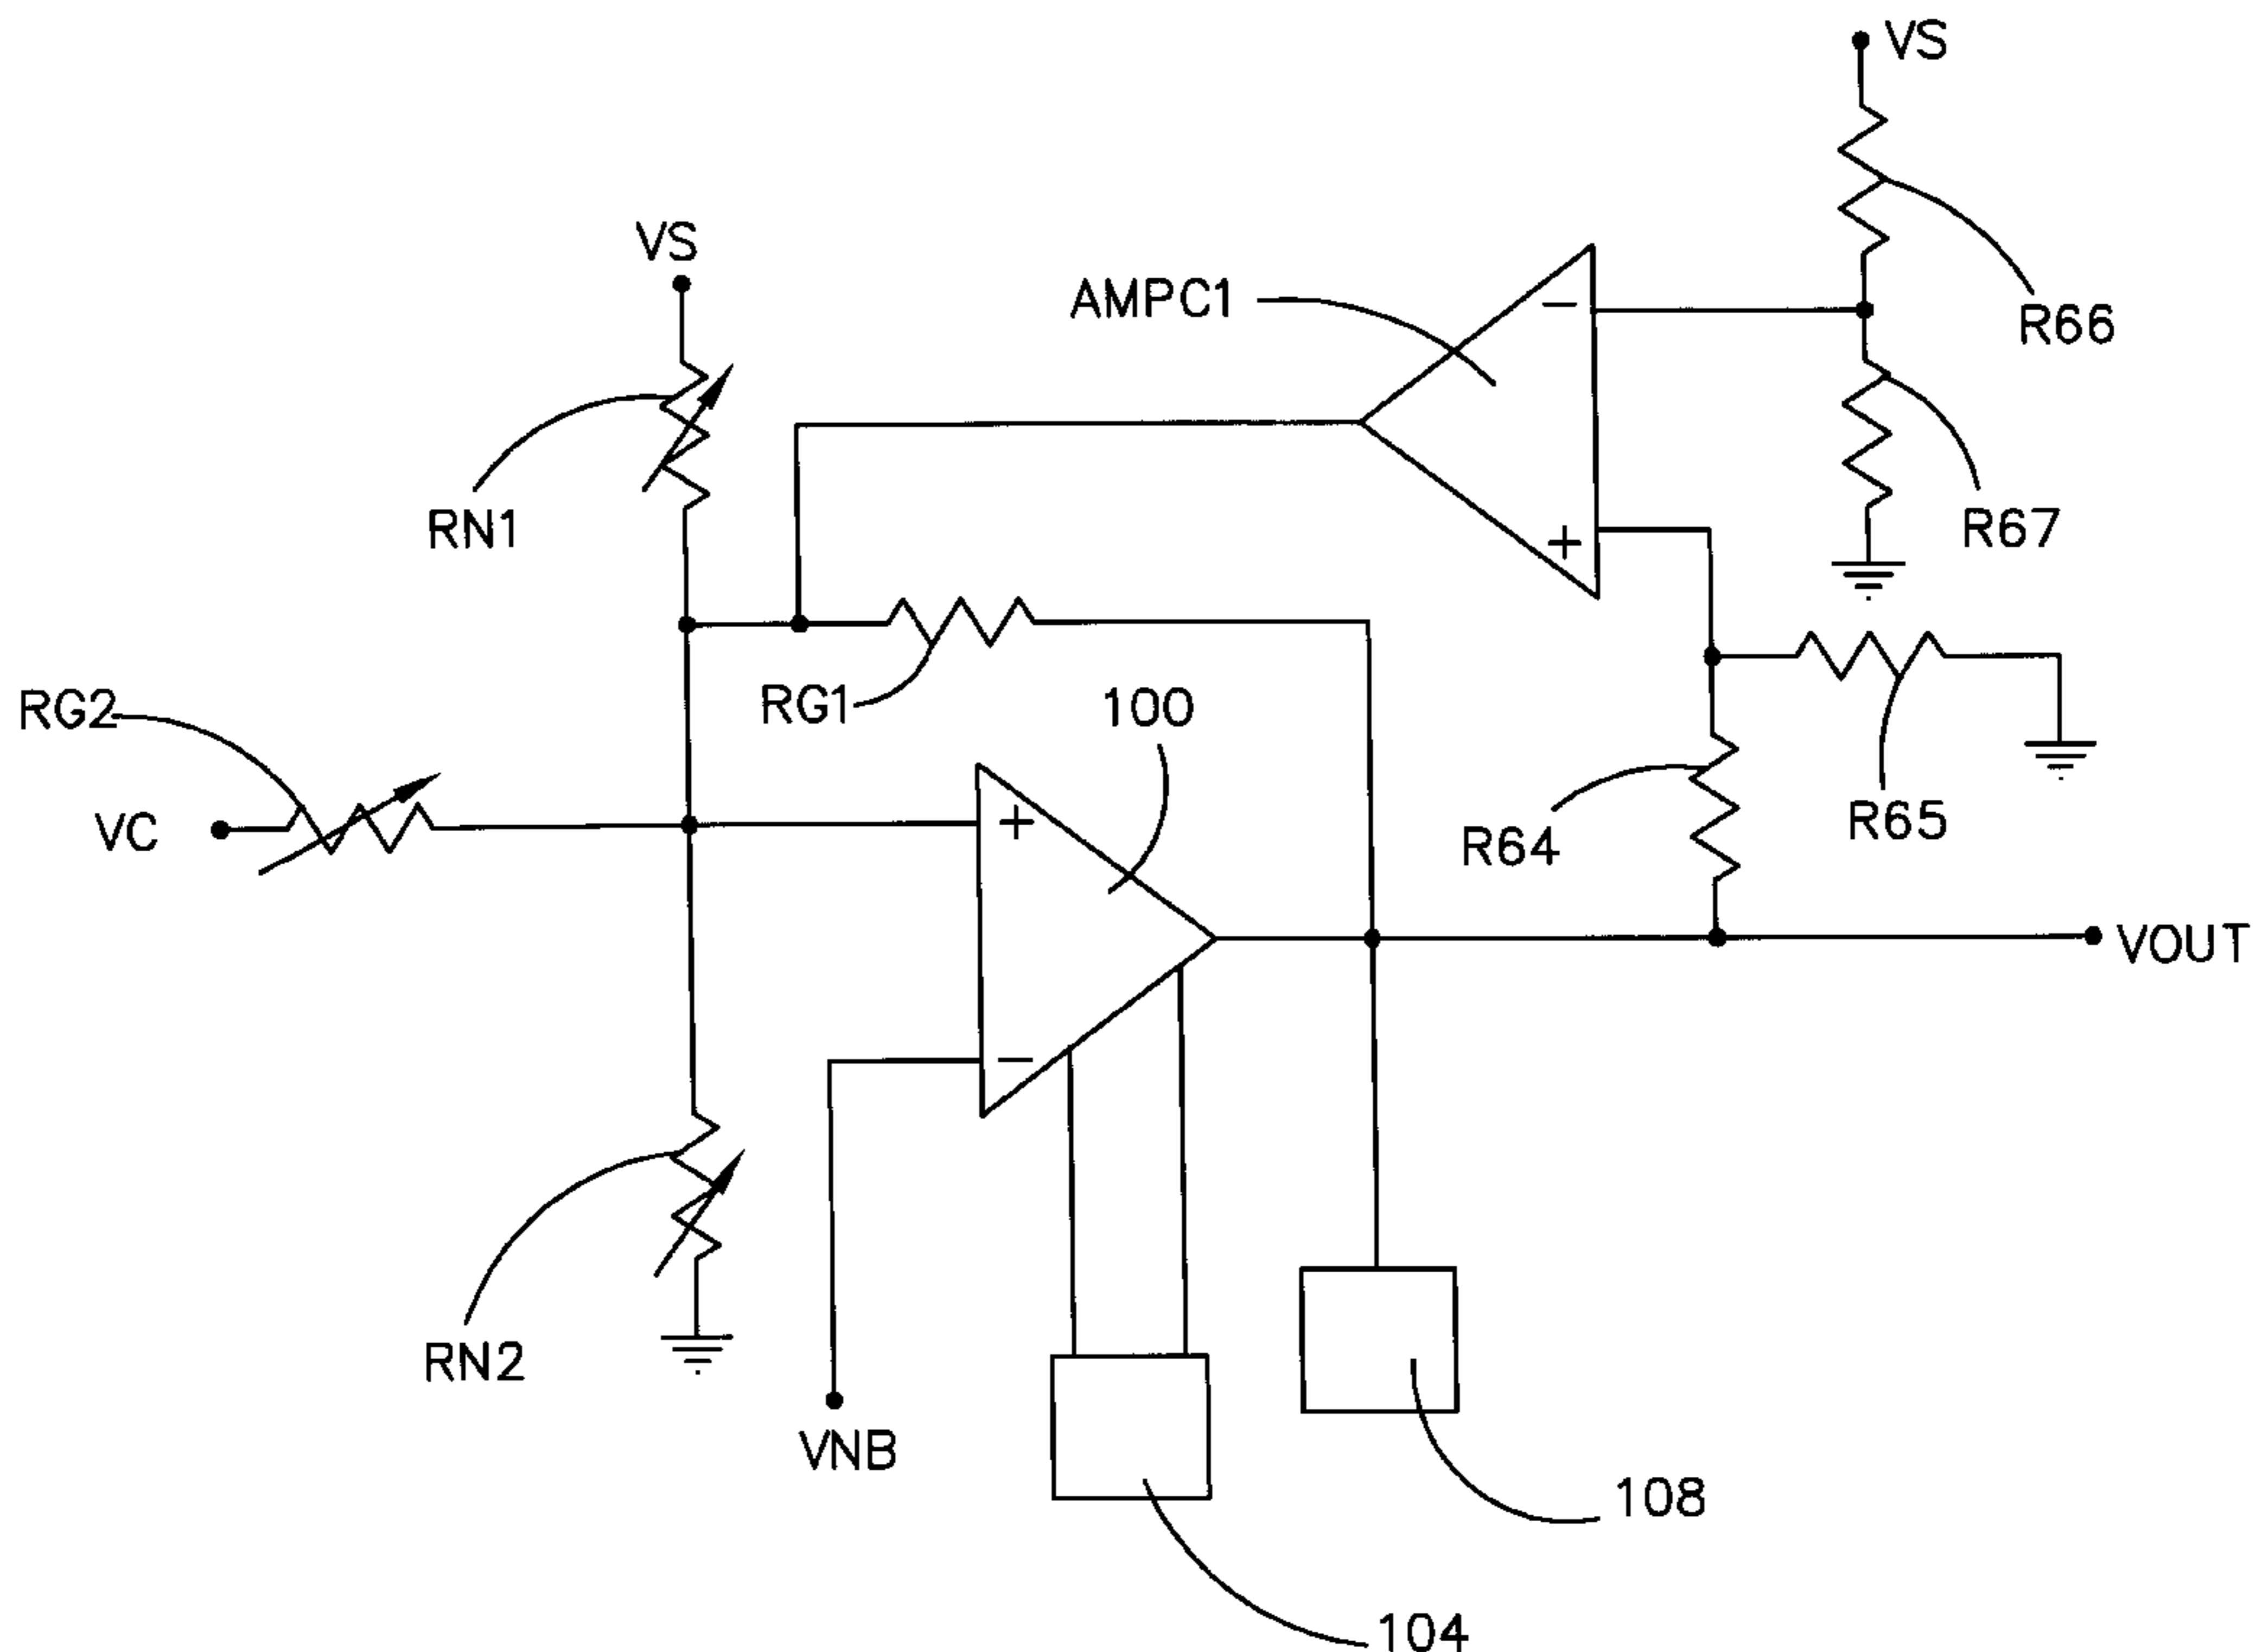 VS
VS
AMPC1
−
R66
RN1
+
R67
RG2
RG1
100
VC
+
R64
R65
VOUT
−
RN2
VNB
108
104